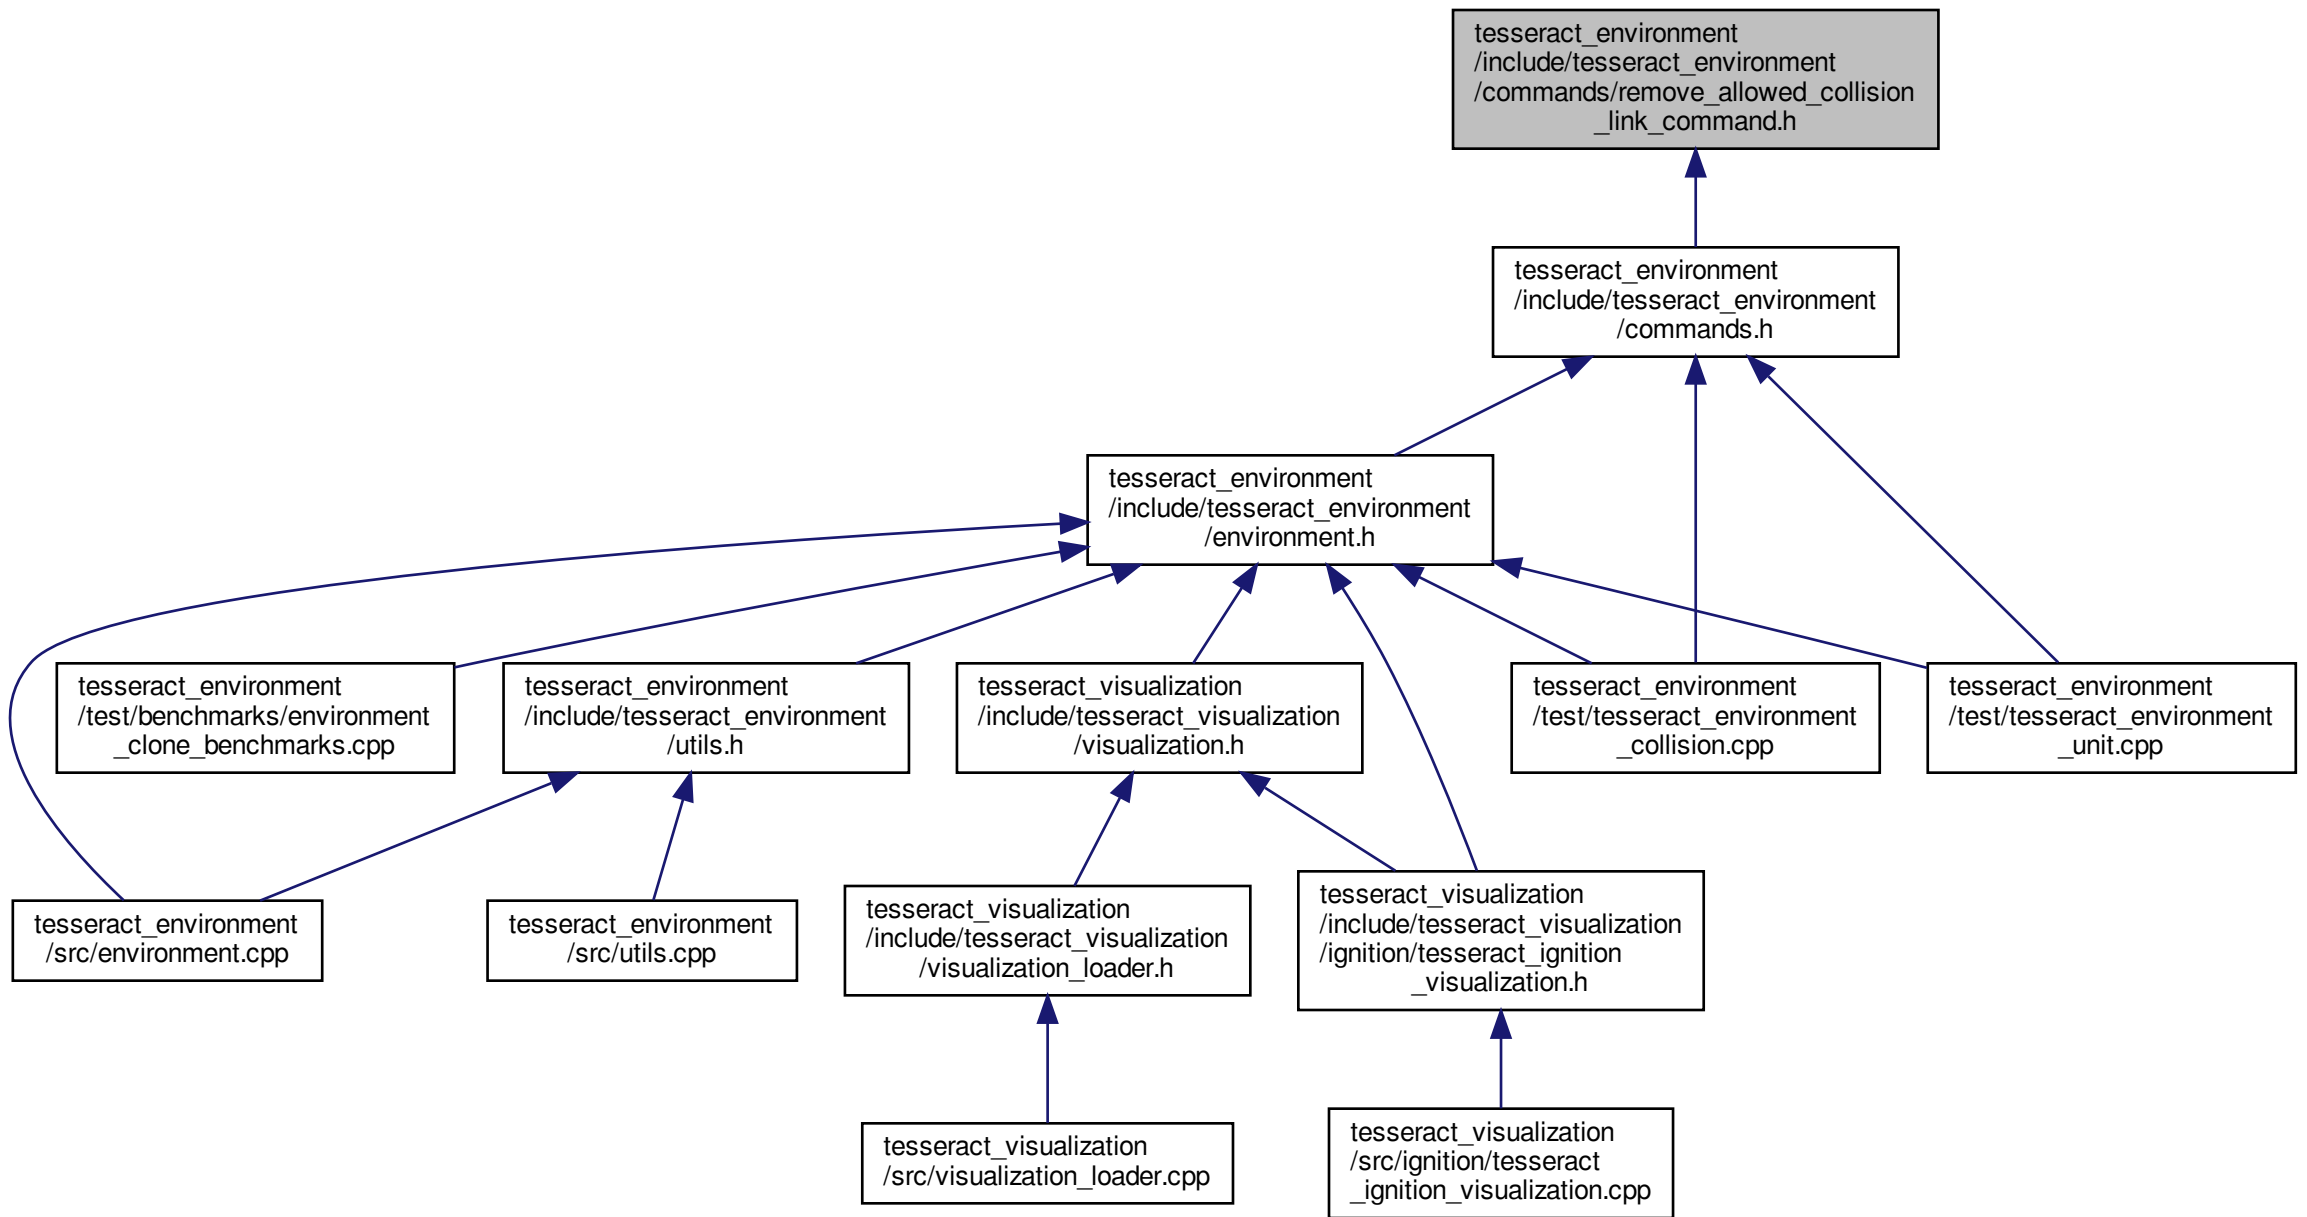 tesseract_environment
/include/tesseract_environment
/commands/remove_allowed_collision
_link_command.h
tesseract_environment
/include/tesseract_environment
/commands.h
tesseract_environment
/include/tesseract_environment
/environment.h
tesseract_environment
/test/benchmarks/environment
_clone_benchmarks.cpp
tesseract_environment
/include/tesseract_environment
/utils.h
tesseract_visualization
/include/tesseract_visualization
/visualization.h
tesseract_environment
/test/tesseract_environment
_collision.cpp
tesseract_environment
/test/tesseract_environment
_unit.cpp
tesseract_environment
/src/environment.cpp
tesseract_environment
/src/utils.cpp
tesseract_visualization
/include/tesseract_visualization
/visualization_loader.h
tesseract_visualization
/include/tesseract_visualization
/ignition/tesseract_ignition
_visualization.h
tesseract_visualization
/src/visualization_loader.cpp
tesseract_visualization
/src/ignition/tesseract
_ignition_visualization.cpp